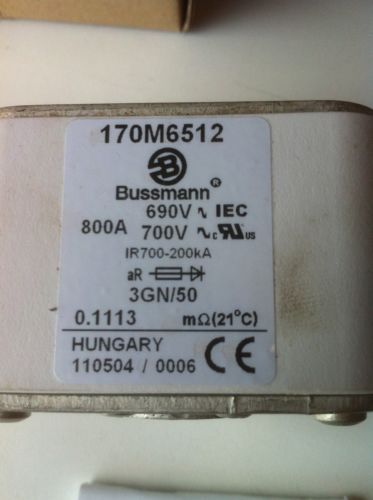 170M6512
Bussmann®
800A 690V ~ IEC
700V ~ c RU US
IR700-200kA
aR
3GN/50
0.1113 mΩ(21°C)
HUNGARY
110504 / 0006 CE